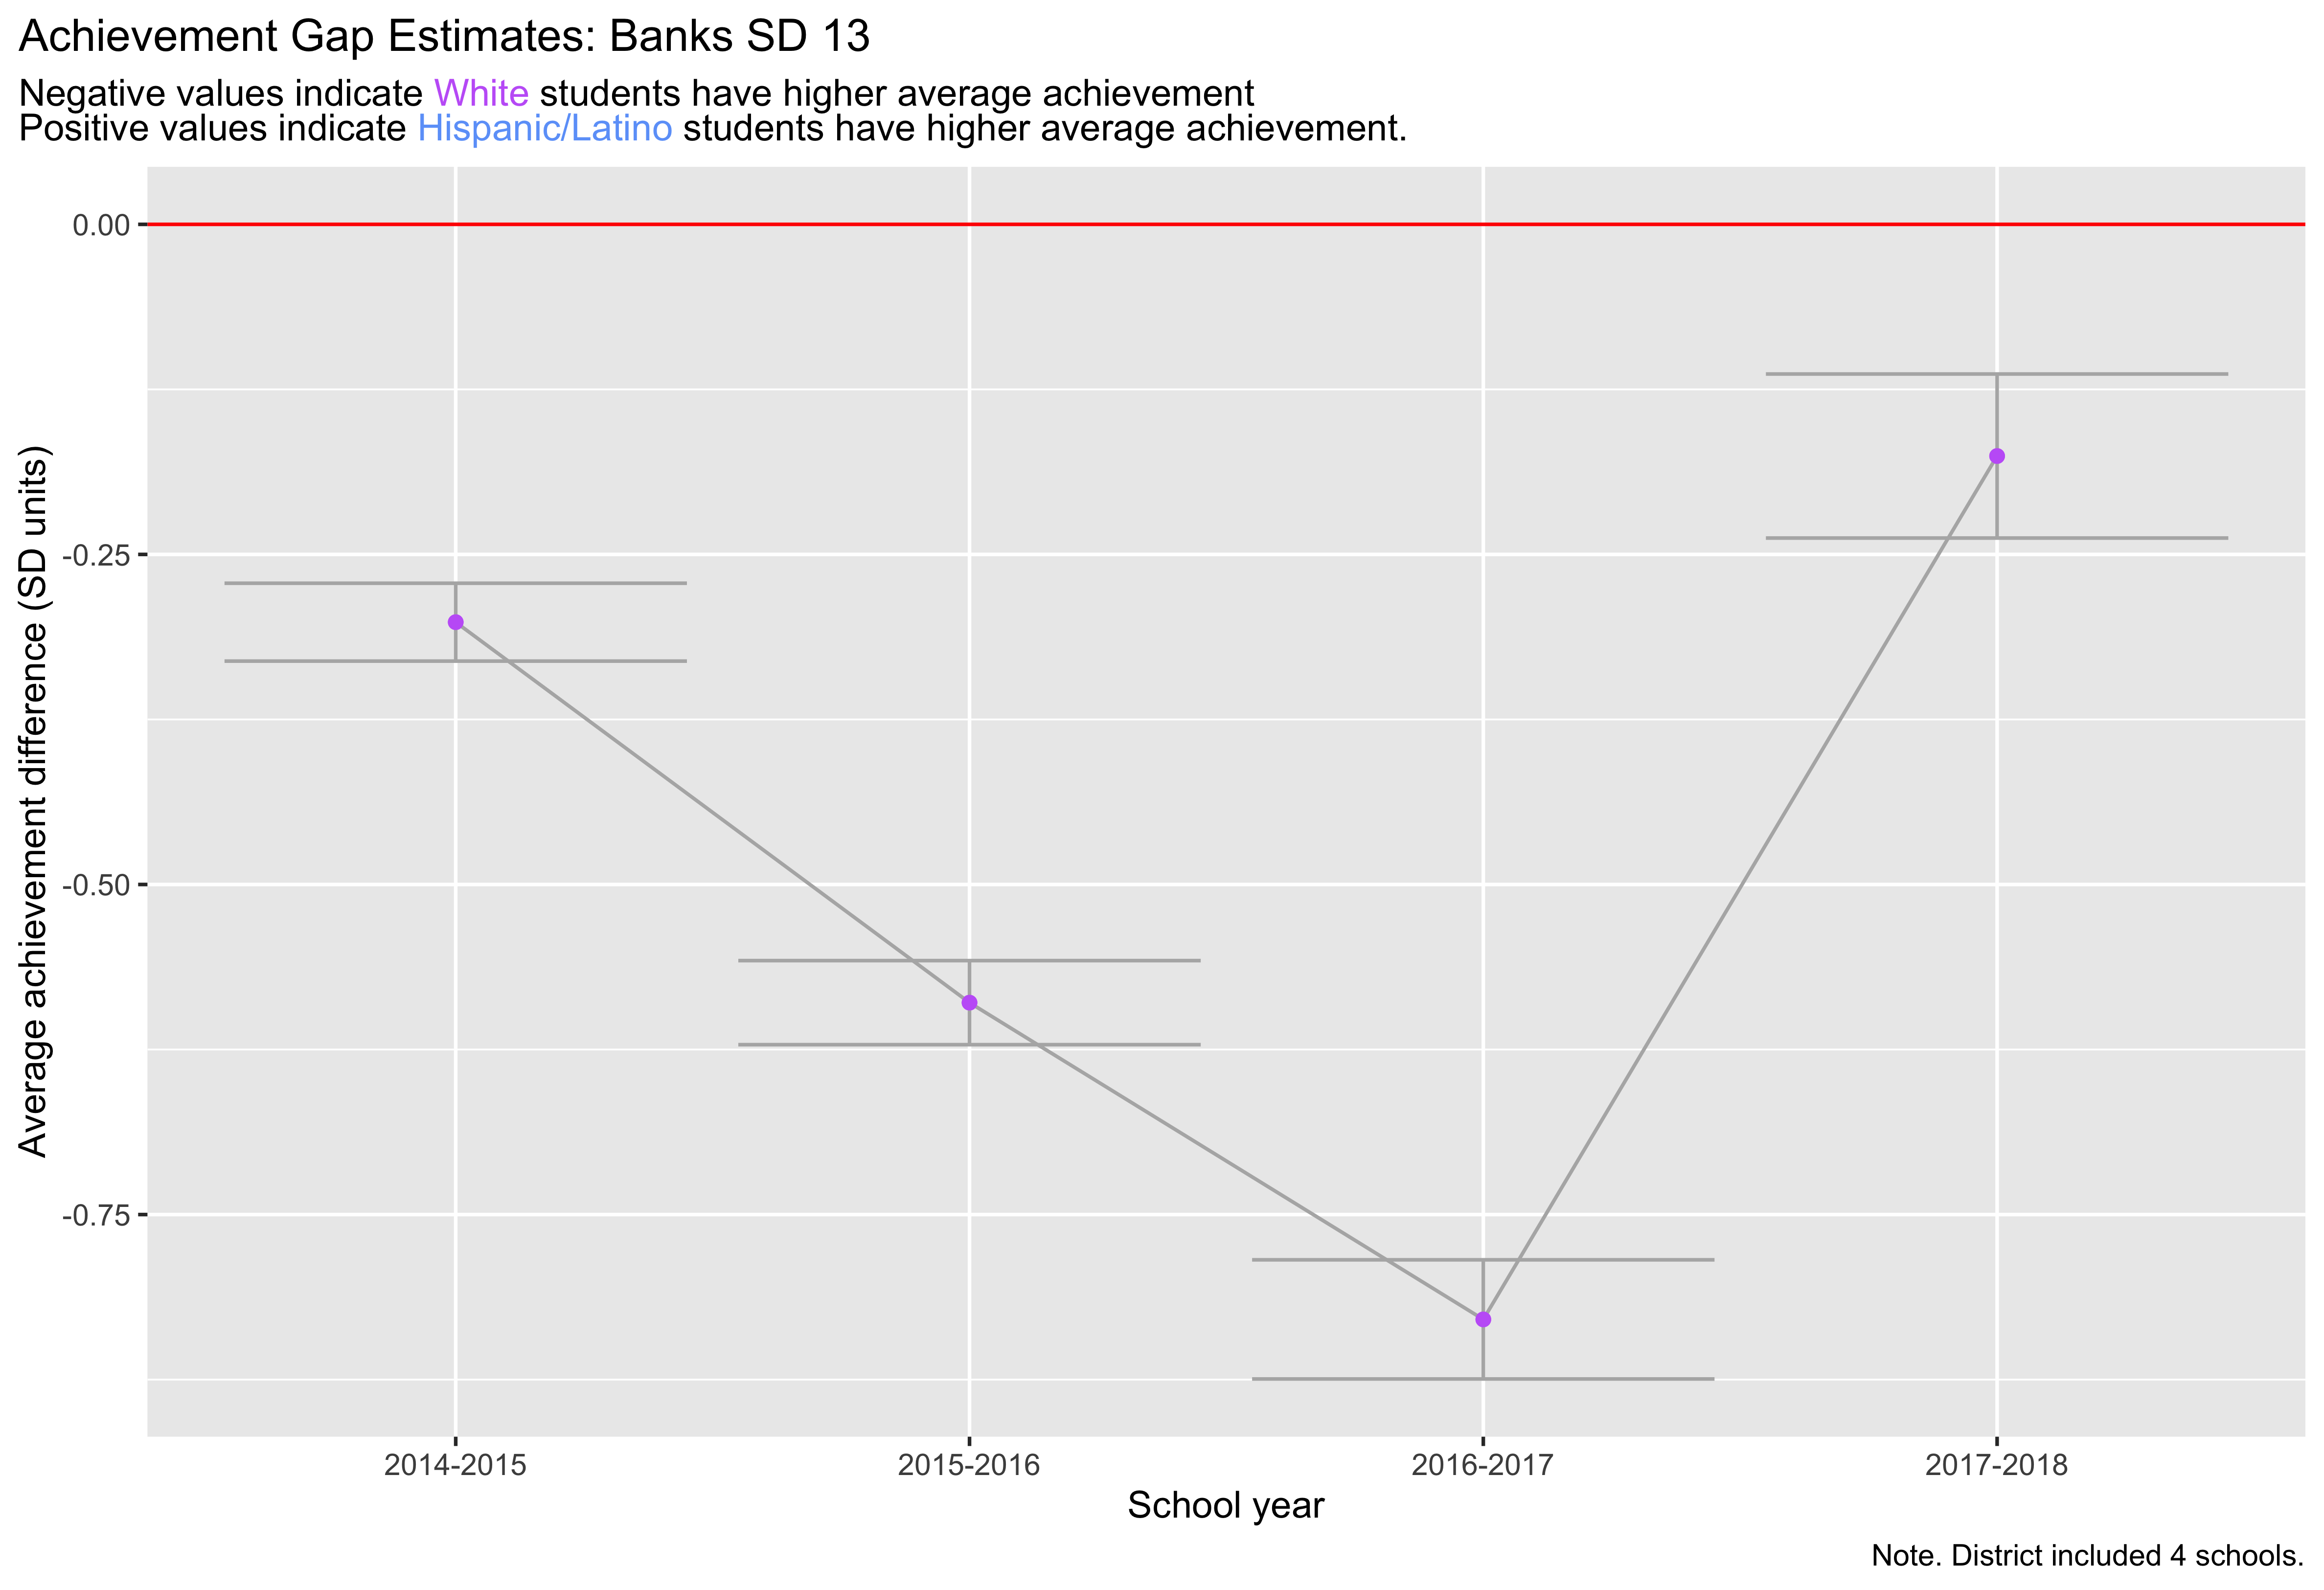 Achievement Gap Estimates: Banks SD 13
Negative values indicate White students have higher average achievement
Positive values indicate Hispanic/Latino students have higher average achievement.
Average achievement difference (SD units)
0.00
-0.25
-0.50
-0.75
2014-2015
2015-2016
2016-2017
2017-2018
School year
Note. District included 4 schools.